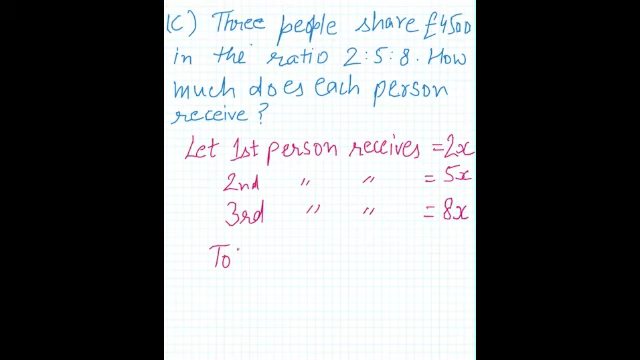 (C) Three people share £4500
in the ratio 2:5:8. How
much does each person
receive?
Let 1st person receives = 2x
2nd " " = 5x
3rd " " = 8x
To